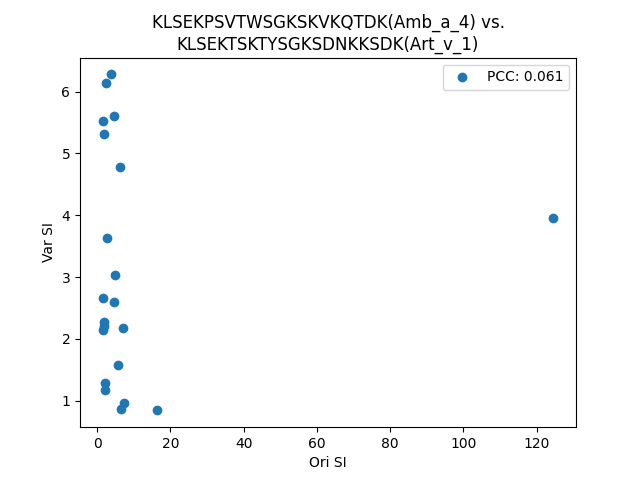 KLSEKPSVTWSGKSKVKQTDK(Amb_a_4) vs.
KLSEKTSKTYSGKSDNKKSDK(Art_v_1)
PCC: 0.061
6
5
4
3
2
1
Var SI
0 20 40 60 80 100 120
Ori SI